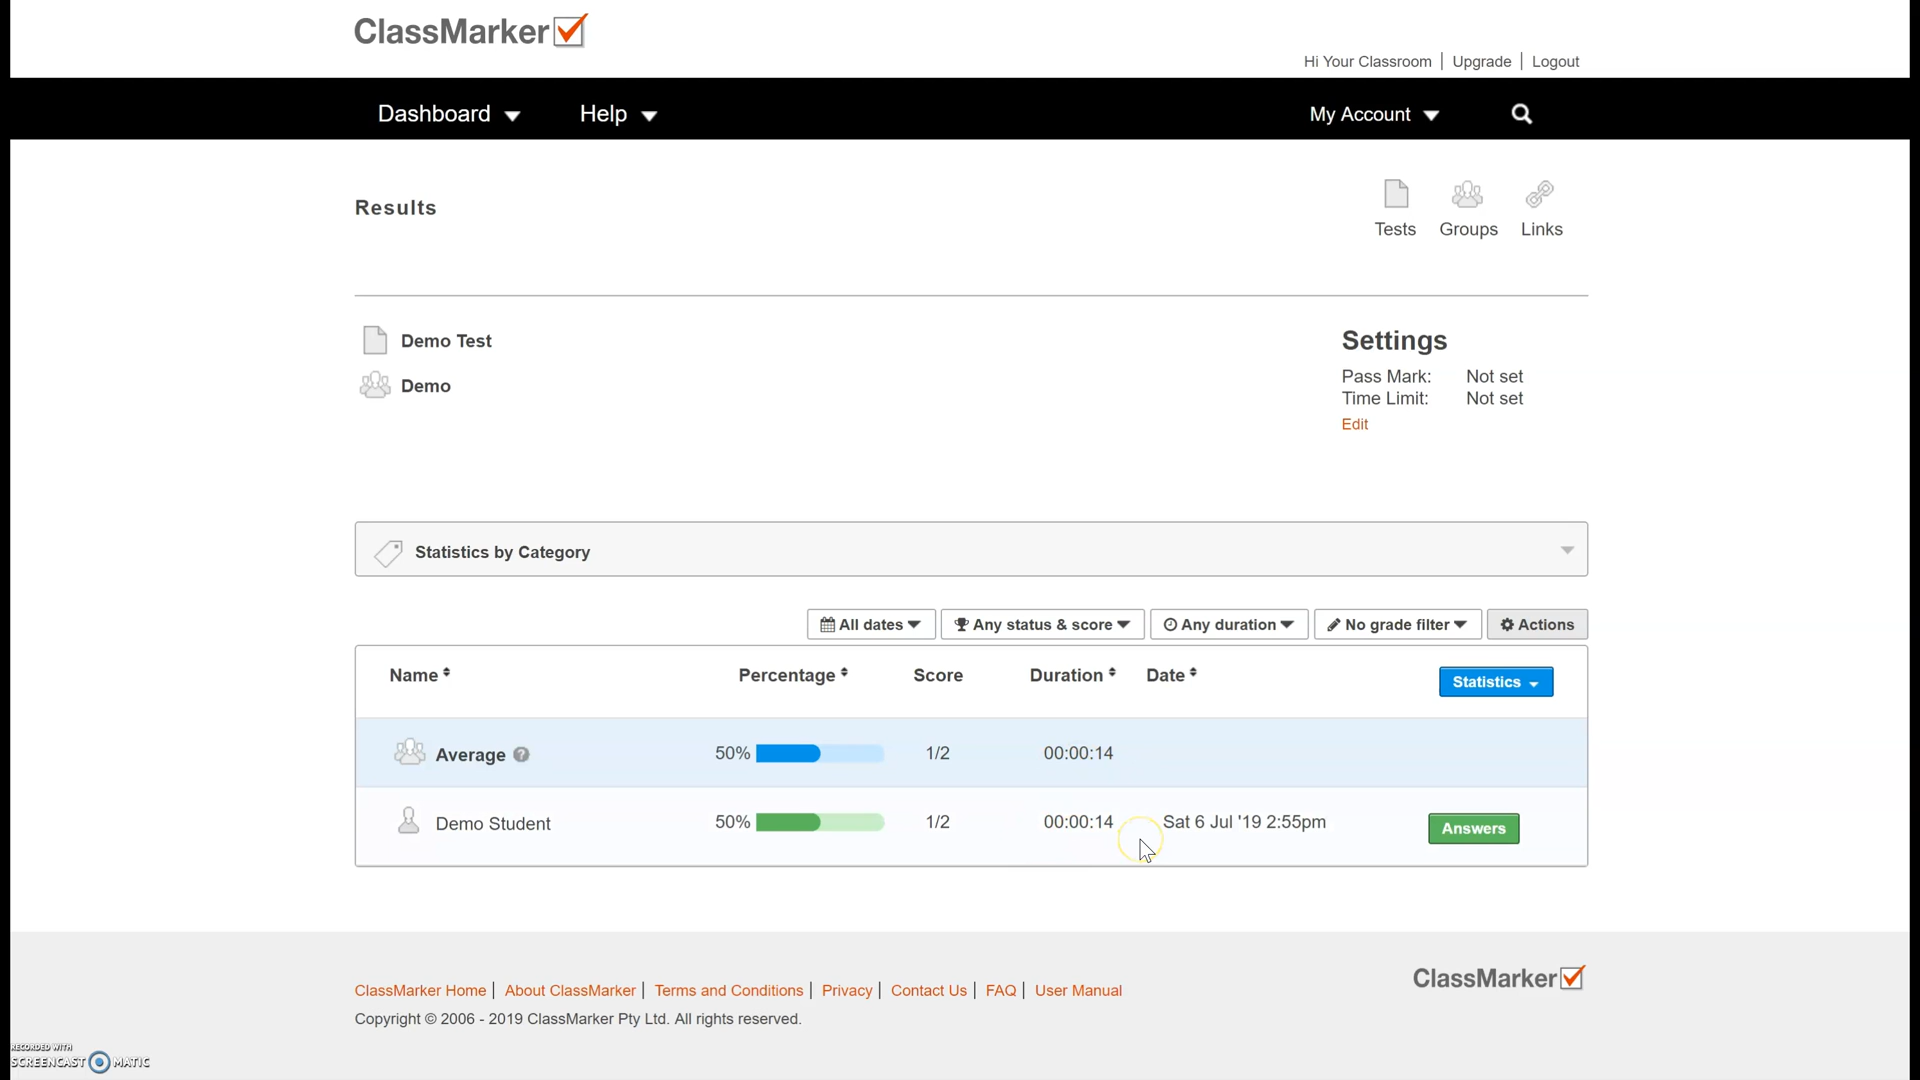 ClassMarker
Hi Your Classroom | Upgrade | Logout
Dashboard Help My Account
Results
Tests Groups Links
Demo Test
Demo
Settings
Pass Mark: Not set
Time Limit: Not set
Edit
Statistics by Category
All dates Any status & score Any duration No grade filter Actions
Name Percentage Score Duration Date Statistics
Average ? 50% 1/2 00:00:14
Demo Student 50% 1/2 00:00:14 Sat 6 Jul '19 2:55pm Answers
ClassMarker
ClassMarker Home | About ClassMarker | Terms and Conditions | Privacy | Contact Us | FAQ | User Manual
Copyright © 2006 - 2019 ClassMarker Pty Ltd. All rights reserved.
RECORDED WITH
SCREENCAST MATIC